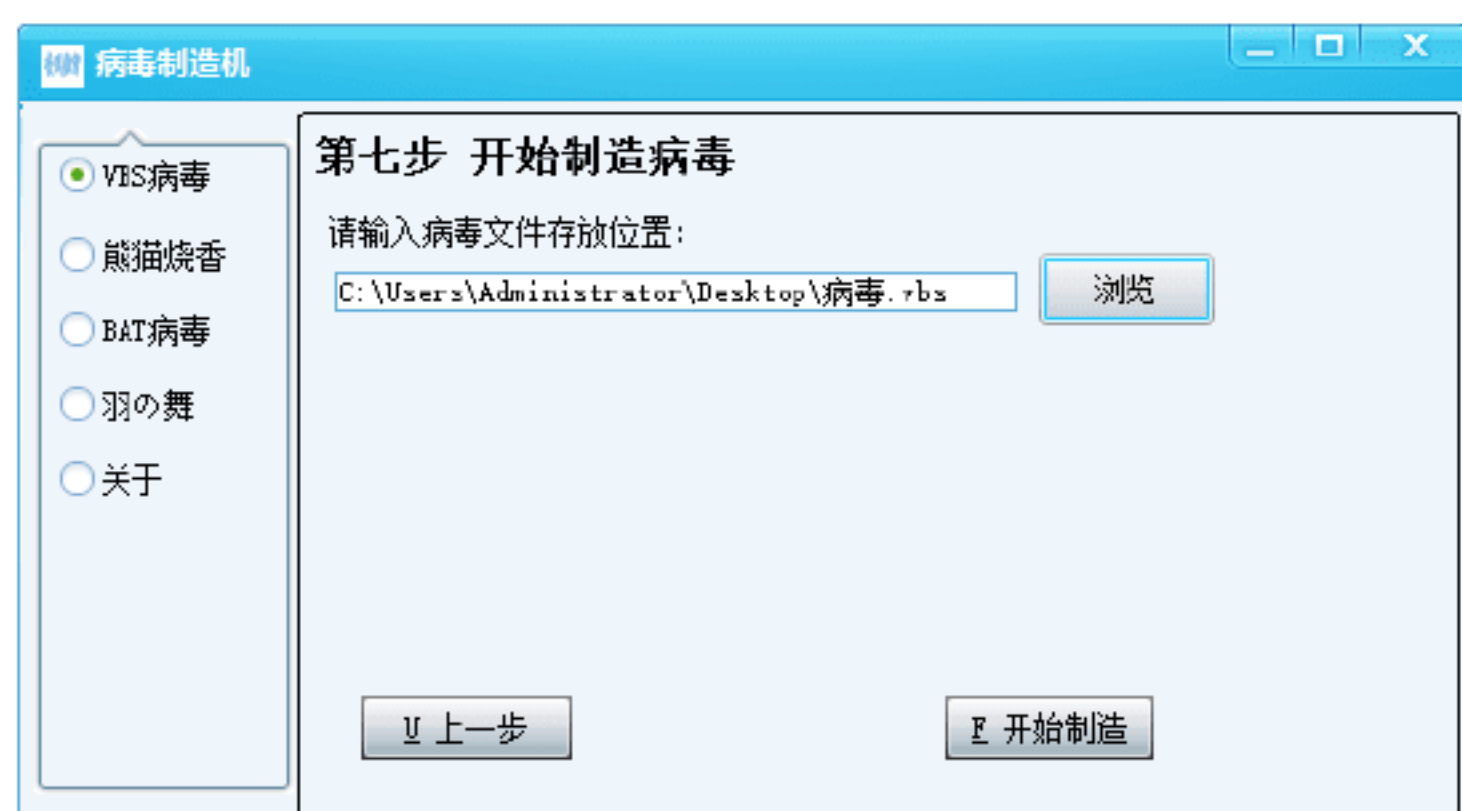 病毒制造机
VBS病毒
熊猫烧香
BAT病毒
羽の舞
关于
第七步 开始制造病毒
请输入病毒文件存放位置:
C:\Users\Administrator\Desktop\病毒.vbs
浏览
U 上一步
F 开始制造